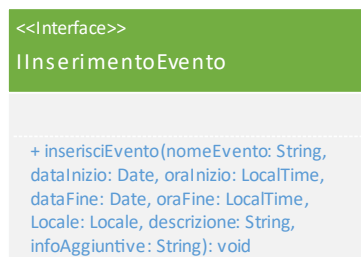 <<Interface>>
IInserimentoEvento
+ inserisciEvento(nomeEvento: String,
dataInizio: Date, oraInizio: LocalTime,
dataFine: Date, oraFine: LocalTime,
Locale: Locale, descrizione: String,
infoAggiuntive: String): void